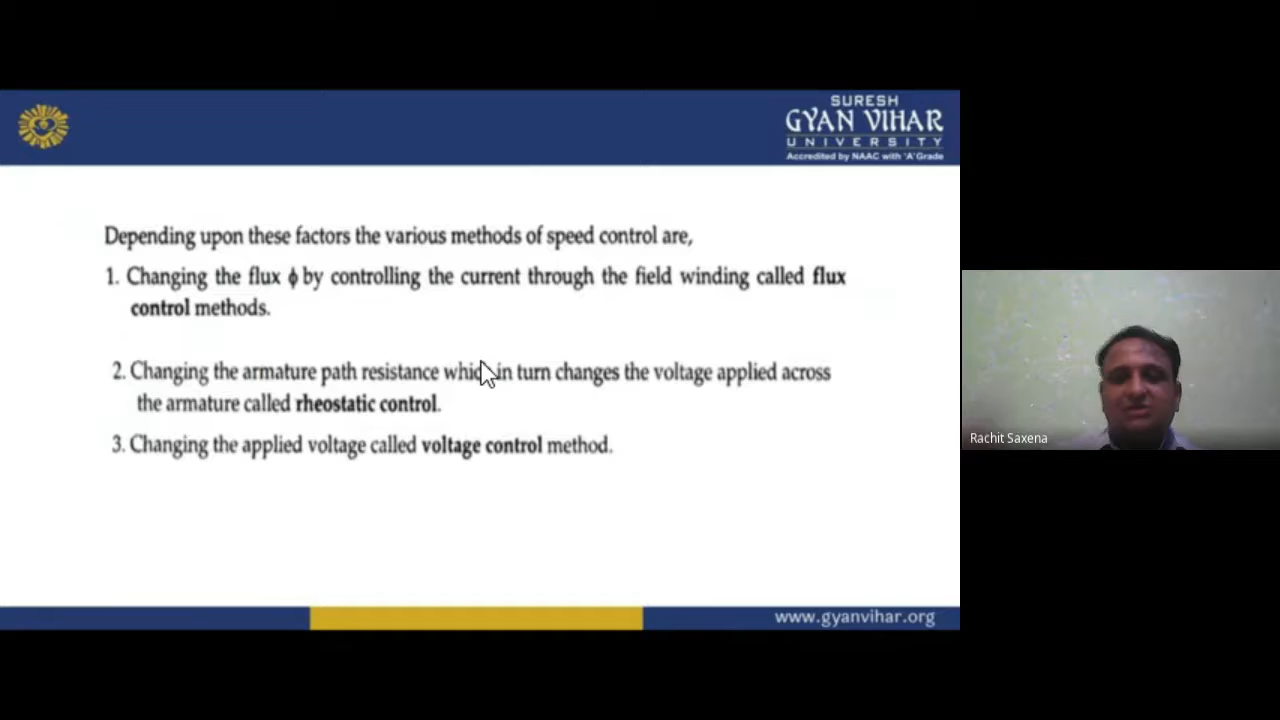 SURESH
GYAN VIHAR
UNIVERSITY
Accredited by NAAC with 'A' Grade
Depending upon these factors the various methods of speed control are,
1. Changing the flux ϕ by controlling the current through the field winding called flux
control methods.
2. Changing the armature path resistance which in turn changes the voltage applied across
the armature called rheostatic control.
3. Changing the applied voltage called voltage control method.
Rachit Saxena
www.gyanvihar.org